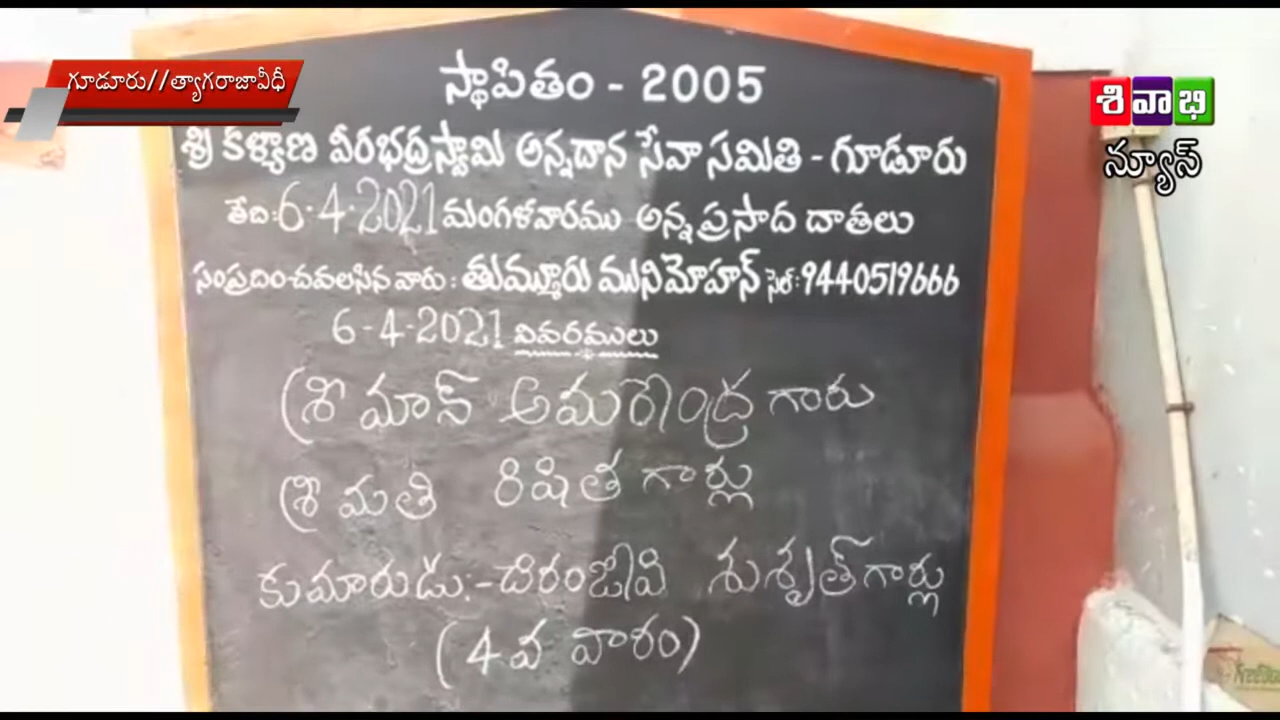 గూడూరు//త్యాగరాజావీధీ
శివాభి
న్యూస్
స్థాపితం - 2005
శ్రీ కళ్యాణ వీరభద్రస్వామి అన్నదాన సేవా సమితి - గూడూరు
తేది:6-4-2021 మంగళవారము అన్నప్రసాద దాతలు
సంప్రదించవలసిన వారు : తుమ్మూరు మునిమోహన్ సెల్ : 9440519666
6-4-2021 వివరములు
శ్రీమాన్ అమరేంద్ర గారు
శ్రీమతి రిషిత గార్లు
కుమారుడు:- చిరంజీవి శుశృత్ గార్లు
(4వ వారం)